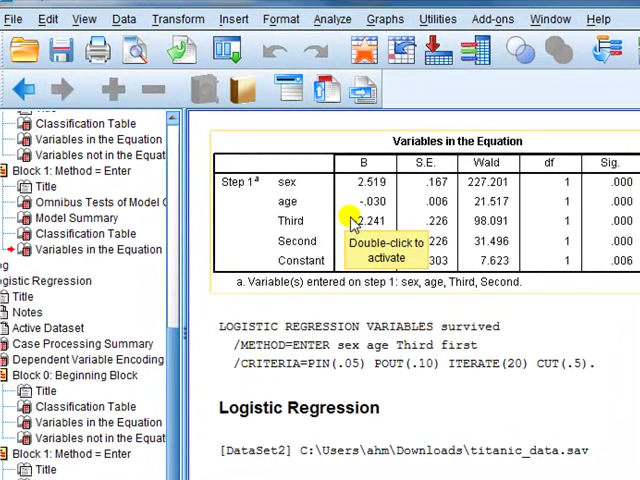 File Edit View Data Transform Insert Format Analyze Graphs Utilities Add-ons Window Help
Title
Classification Table
Variables in the Equation
Variables not in the Equat
Block 1: Method = Enter
Title
Omnibus Tests of Model C
Model Summary
Classification Table
Variables in the Equation
og
gistic Regression
Title
Notes
Active Dataset
Case Processing Summary
Dependent Variable Encoding
Block 0: Beginning Block
Title
Classification Table
Variables in the Equation
Variables not in the Equat
Block 1: Method = Enter
Title
Variables in the Equation
B S.E. Wald df Sig.
Step 1a sex 2.519 .167 227.201 1 .000
age -.030 .006 21.517 1 .000
Third 2.241 .226 98.091 1 .000
Second 226 31.496 1 .000
Constant 303 7.623 1 .006
Double-click to
activate
a. Variable(s) entered on step 1: sex, age, Third, Second.
LOGISTIC REGRESSION VARIABLES survived
/METHOD=ENTER sex age Third first
/CRITERIA=PIN(.05) POUT(.10) ITERATE(20) CUT(.5).
Logistic Regression
[DataSet2] C:\Users\ahm\Downloads\titanic_data.sav